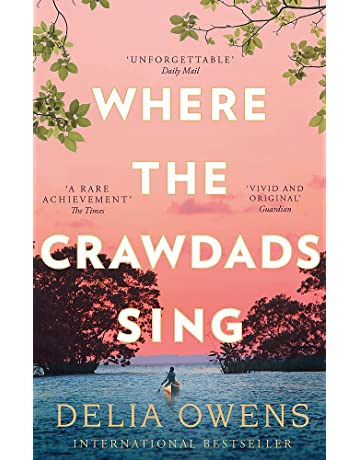 'UNFORGETTABLE'
Daily Mail
WHERE
THE
'A RARE
ACHIEVEMENT'
The Times
'VIVID AND
ORIGINAL'
Guardian
CRAWDADS
SING
DELIA OWENS
INTERNATIONAL BESTSELLER